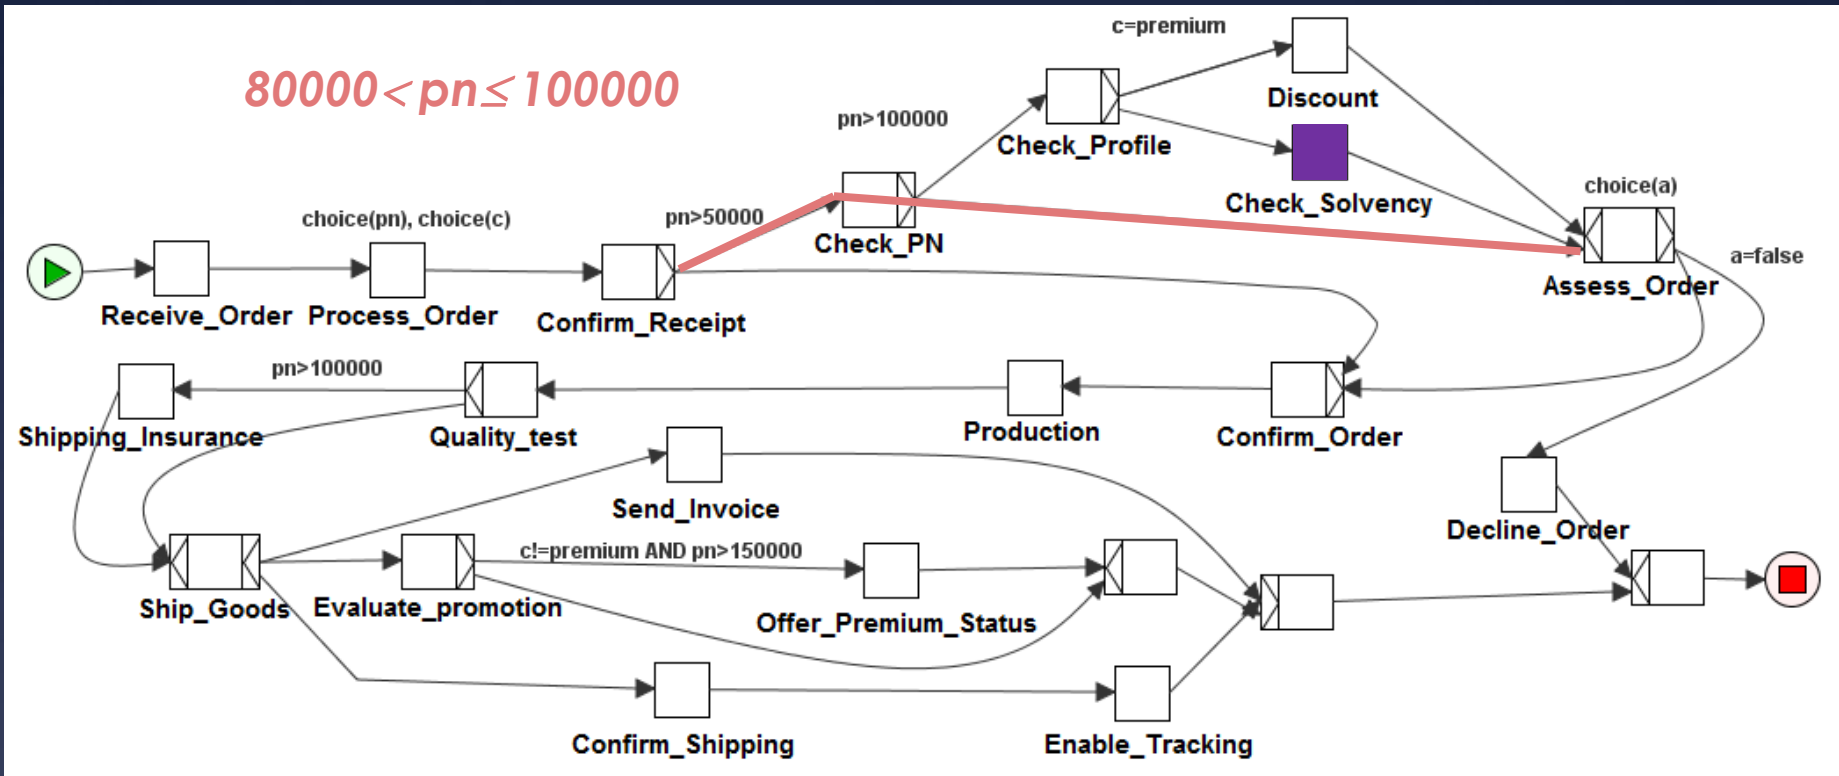 c=premium
80000<pn≤100000
Discount
pn>100000
Check_Profile
choice(a)
Check_Solvency
choice(pn), choice(c)
pn>50000
Check_PN
a=false
Assess_Order
Receive_Order
Process_Order
Confirm_Receipt
pn>100000
Shipping_Insurance
Quality_test
Production
Confirm_Order
Send_Invoice
Decline_Order
c!=premium AND pn>150000
Ship_Goods
Evaluate_promotion
Offer_Premium_Status
Confirm_Shipping
Enable_Tracking